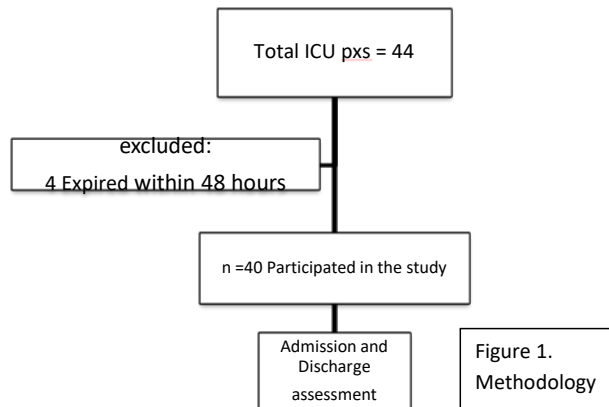 Total ICU pxs = 44
excluded:
4 Expired within 48 hours
n =40 Participated in the study
Admission and
Discharge
assessment
Figure 1.
Methodology